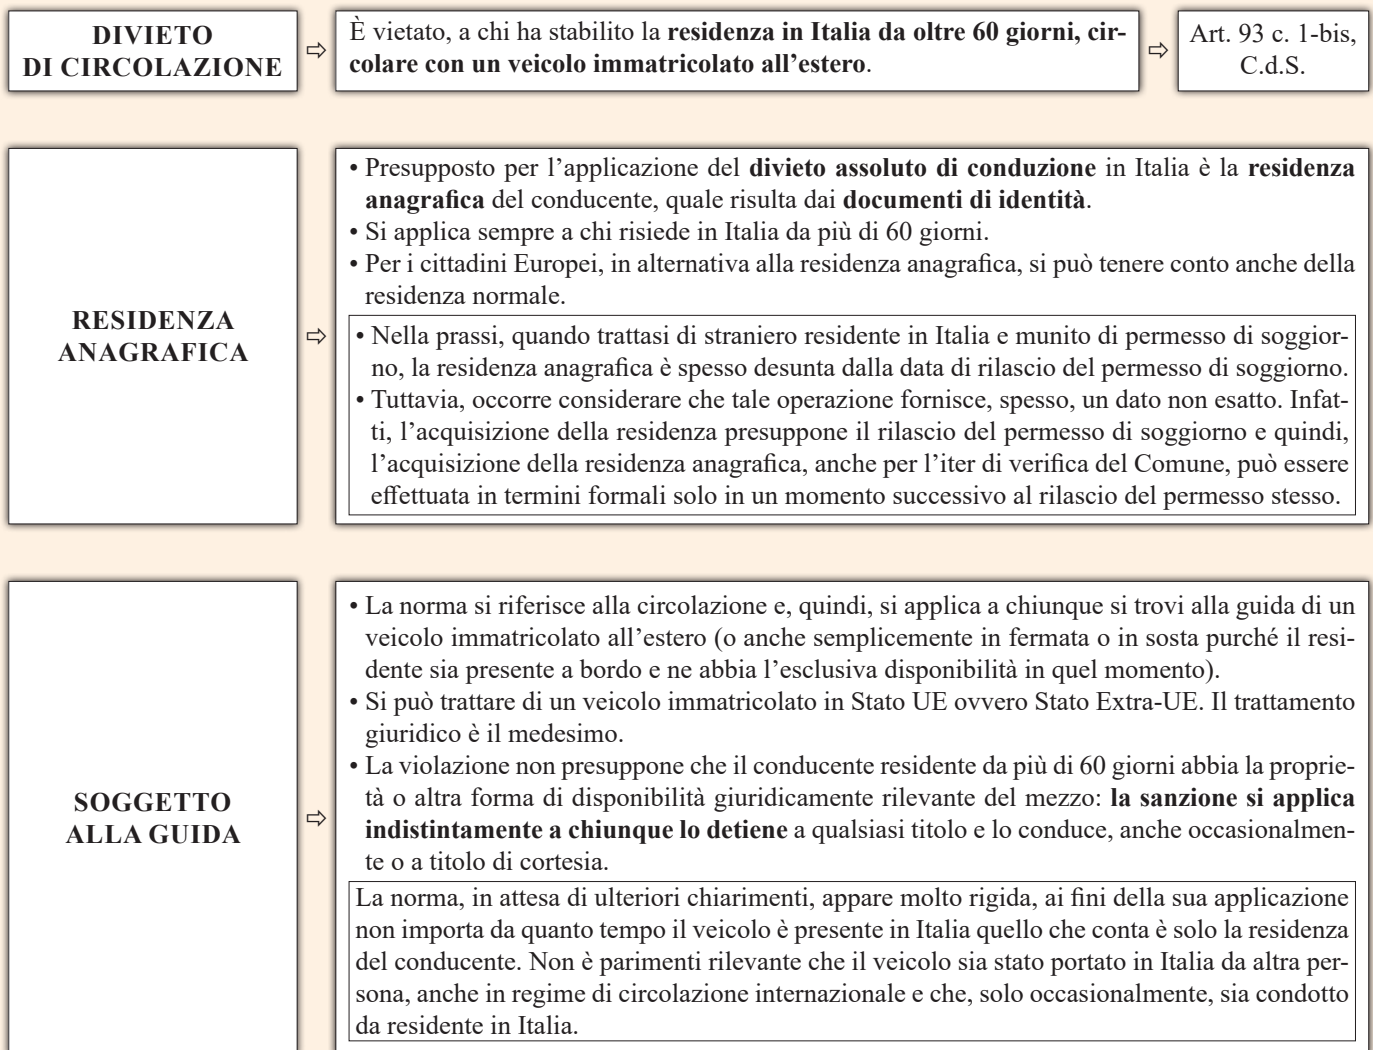 DIVIETO
DI CIRCOLAZIONE
⇨
È vietato, a chi ha stabilito la residenza in Italia da oltre 60 giorni, cir-
colare con un veicolo immatricolato all’estero.
⇨
Art. 93 c. 1-bis,
C.d.S.
RESIDENZA
ANAGRAFICA
⇨
• Presupposto per l’applicazione del divieto assoluto di conduzione in Italia è la residenza
anagrafica del conducente, quale risulta dai documenti di identità.
• Si applica sempre a chi risiede in Italia da più di 60 giorni.
• Per i cittadini Europei, in alternativa alla residenza anagrafica, si può tenere conto anche della
residenza normale.
• Nella prassi, quando trattasi di straniero residente in Italia e munito di permesso di soggior-
no, la residenza anagrafica è spesso desunta dalla data di rilascio del permesso di soggiorno.
• Tuttavia, occorre considerare che tale operazione fornisce, spesso, un dato non esatto. Infat-
ti, l’acquisizione della residenza presuppone il rilascio del permesso di soggiorno e quindi,
l’acquisizione della residenza anagrafica, anche per l’iter di verifica del Comune, può essere
effettuata in termini formali solo in un momento successivo al rilascio del permesso stesso.
SOGGETTO
ALLA GUIDA
⇨
• La norma si riferisce alla circolazione e, quindi, si applica a chiunque si trovi alla guida di un
veicolo immatricolato all’estero (o anche semplicemente in fermata o in sosta purché il resi-
dente sia presente a bordo e ne abbia l’esclusiva disponibilità in quel momento).
• Si può trattare di un veicolo immatricolato in Stato UE ovvero Stato Extra-UE. Il trattamento
giuridico è il medesimo.
• La violazione non presuppone che il conducente residente da più di 60 giorni abbia la proprie-
tà o altra forma di disponibilità giuridicamente rilevante del mezzo: la sanzione si applica
indistintamente a chiunque lo detiene a qualsiasi titolo e lo conduce, anche occasionalmen-
te o a titolo di cortesia.
La norma, in attesa di ulteriori chiarimenti, appare molto rigida, ai fini della sua applicazione
non importa da quanto tempo il veicolo è presente in Italia quello che conta è solo la residenza
del conducente. Non è parimenti rilevante che il veicolo sia stato portato in Italia da altra per-
sona, anche in regime di circolazione internazionale e che, solo occasionalmente, sia condotto
da residente in Italia.